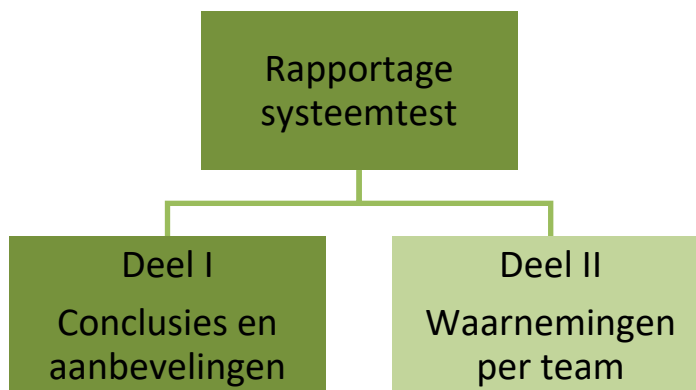 Rapportage
systeemtest
Deel I
Conclusies en
aanbevelingen
Deel II
Waarnemingen
per team